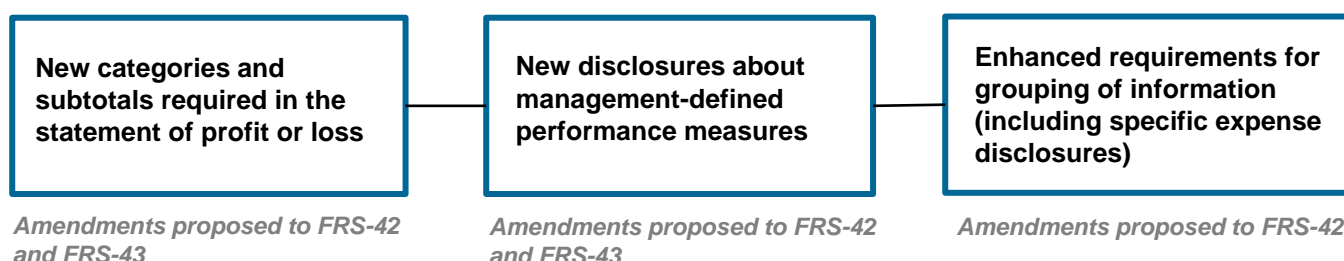 New categories and
subtotals required in the
statement of profit or loss
Amendments proposed to FRS-42
and FRS-43
New disclosures about
management-defined
performance measures
Amendments proposed to FRS-42
and FRS-43
Enhanced requirements for
grouping of information
(including specific expense
disclosures)
Amendments proposed to FRS-42